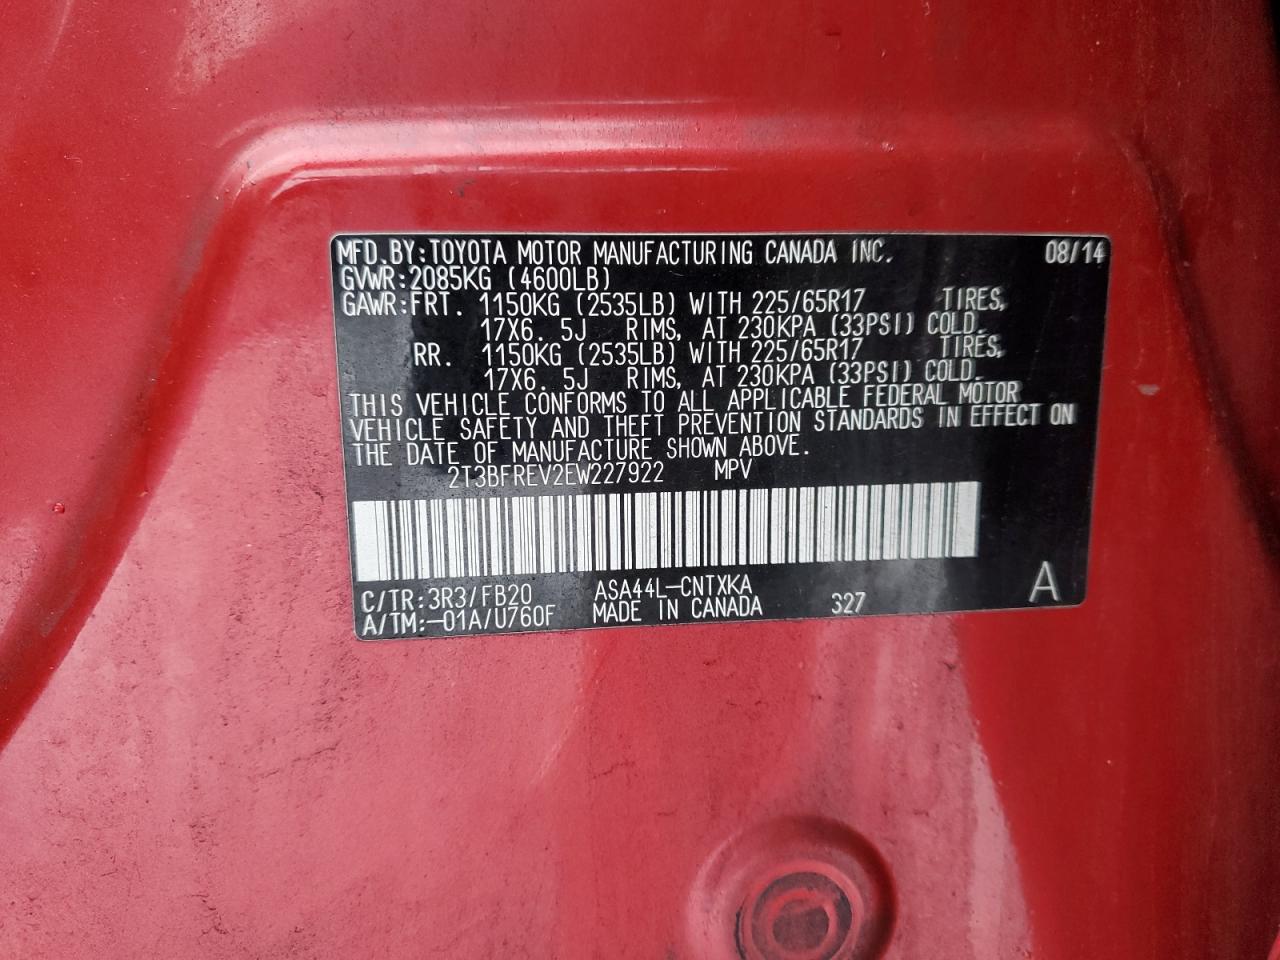 MFD.BY:TOYOTA MOTOR MANUFACTURING CANADA INC. 08/14
GVWR:2085KG (4600LB)
GAWR:FRT. 1150KG (2535LB) WITH 225/65R17 TIRES,
17X6. 5J RIMS, AT 230KPA (33PSI) COLD.
RR. 1150KG (2535LB) WITH 225/65R17 TIRES,
17X6. 5J RIMS, AT 230KPA (33PSI) COLD.
THIS VEHICLE CONFORMS TO ALL APPLICABLE FEDERAL MOTOR
VEHICLE SAFETY AND THEFT PREVENTION STANDARDS IN EFFECT ON
THE DATE OF MANUFACTURE SHOWN ABOVE.
2T3BFREV2EW227922 MPV
C/TR:3R3/FB20 ASA44L-CNTXKA
A/TM:-01A/U760F MADE IN CANADA 327 A